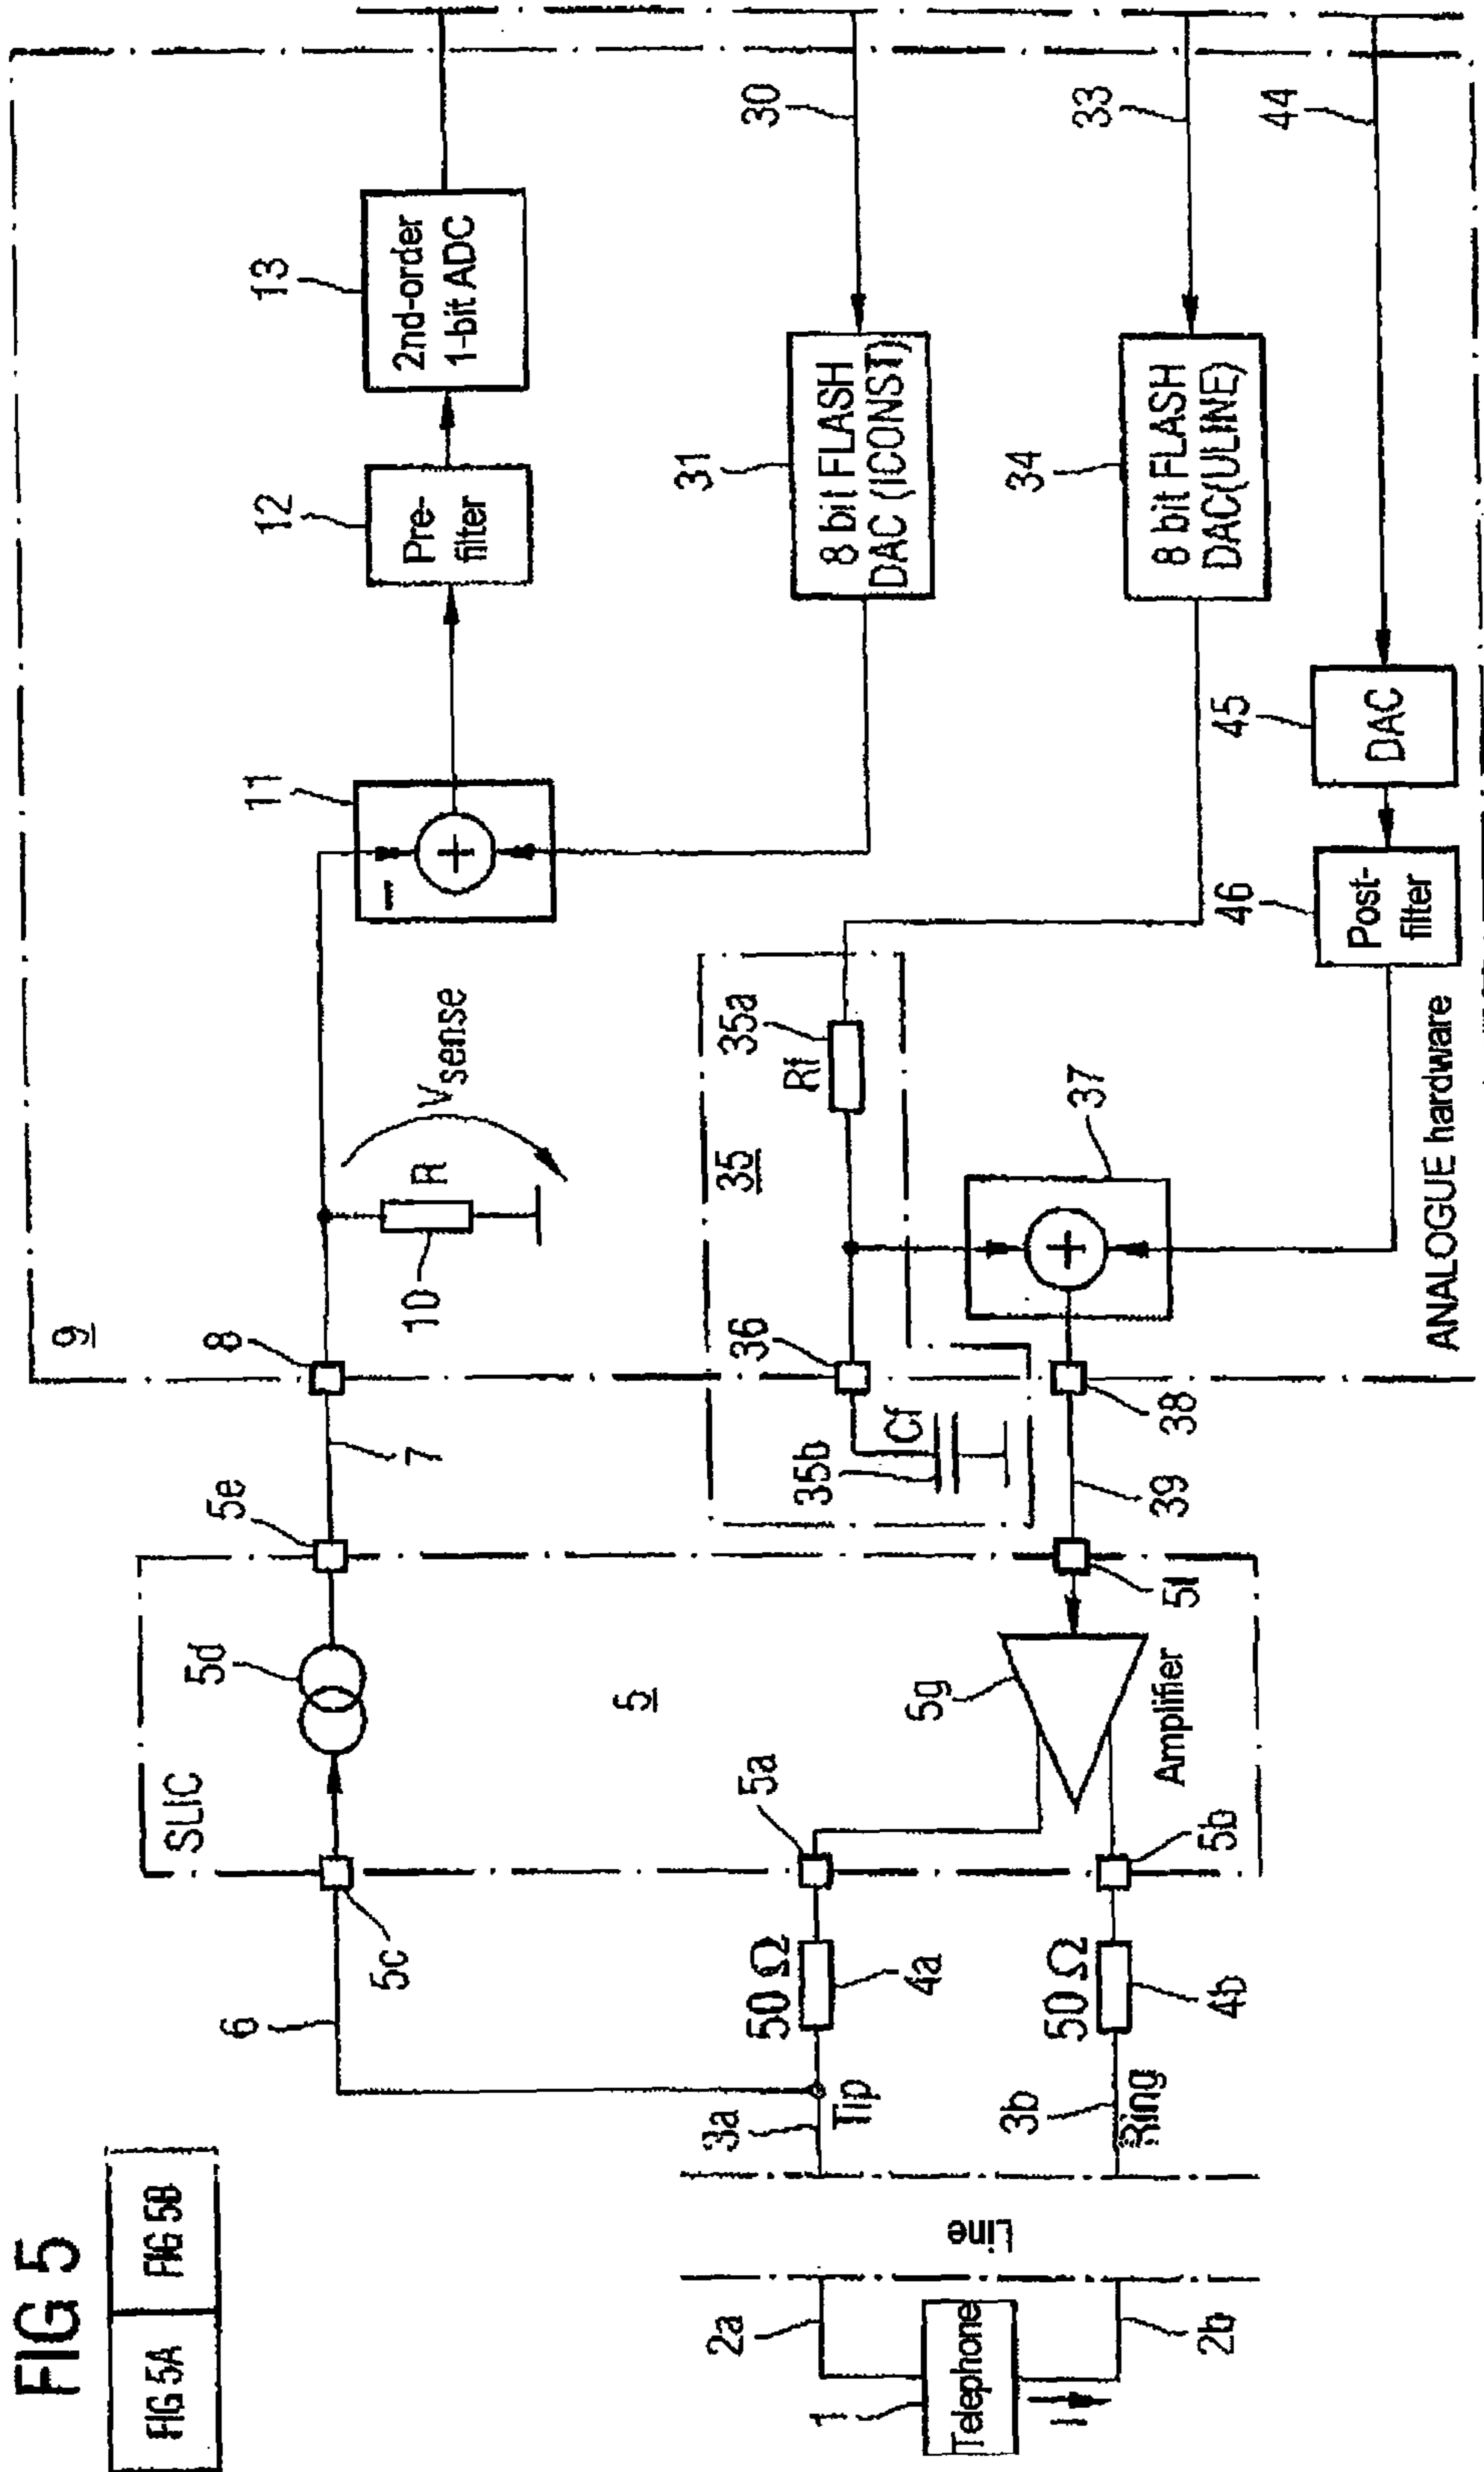 FIG 5
FIG 5A
FIG 5B
9
8
7
5e
5d
SLIC
5c
6
10
R
Vsense
11
12
Pre-
filter
13
2nd-order
1-bit ADC
30
31
8 bit FLASH
DAC (ICONST)
33
34
8 bit FLASH
DAC(ULINE)
44
45
DAC
46
Post-
filter
35
35a
Rf
36
35b
Cf
37
38
39
5
5f
5g
Amplifier
5a
5b
50 Ω
4a
50 Ω
4b
3a
Tip
3b
Ring
Line
2a
2b
1
Telephone
I
ANALOGUE hardware